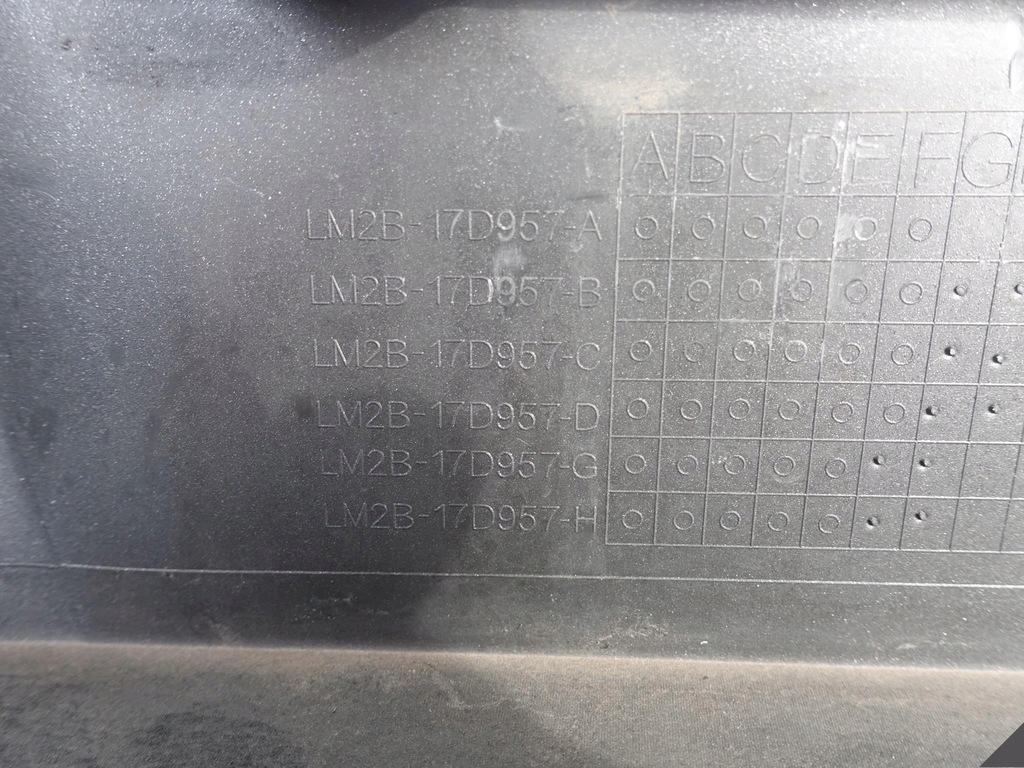 A B C D E F G
LM2B-17D957-A
LM2B-17D957-B
LM2B-17D957-C
LM2B-17D957-D
LM2B-17D957-G
LM2B-17D957-H